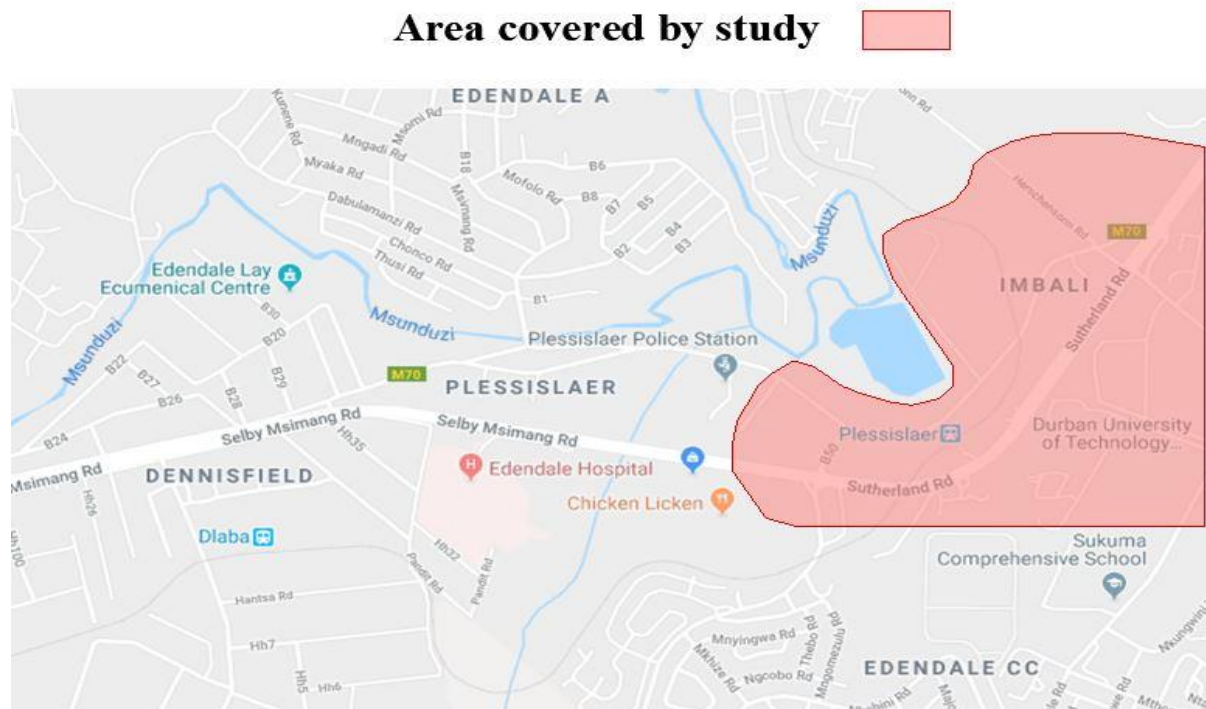 Area covered by study
EDENDALE A
Kunene Rd
Msomi Rd
Mngadi Rd
Myaka Rd
B18
Msimang Rd
Mofolo Rd
B6
B8
B7
B5
B4
B3
B2
Dabulamanzi Rd
Chonco Rd
Thusi Rd
B1
Msunduzi
Herschensonn Rd
M70
IMBALI
Sutherland Rd
Edendale Lay
Ecumenical Centre
B30
B20
Msunduzi
Msunduzi
Plessislaer Police Station
B22
B27
B26
B29
B28
B24
M70
PLESSISLAER
Selby Msimang Rd
Selby Msimang Rd
Msimang Rd
Hh35
Durban University
of Technology...
Plessislaer
B50
Sutherland Rd
DENNISFIELD
Edendale Hospital
Chicken Licken
Hh26
Hh100
Dlaba
Hh32
Pandit Rd
Pandit Rd
Sukuma
Comprehensive School
Hantsa Rd
Hh7
Hh5
Hh6
Mnyingwa Rd
Mkhize Rd
Ngcobo Rd
Thebo Rd
Mngomezulu Rd
EDENDALE CC
Nkungwini